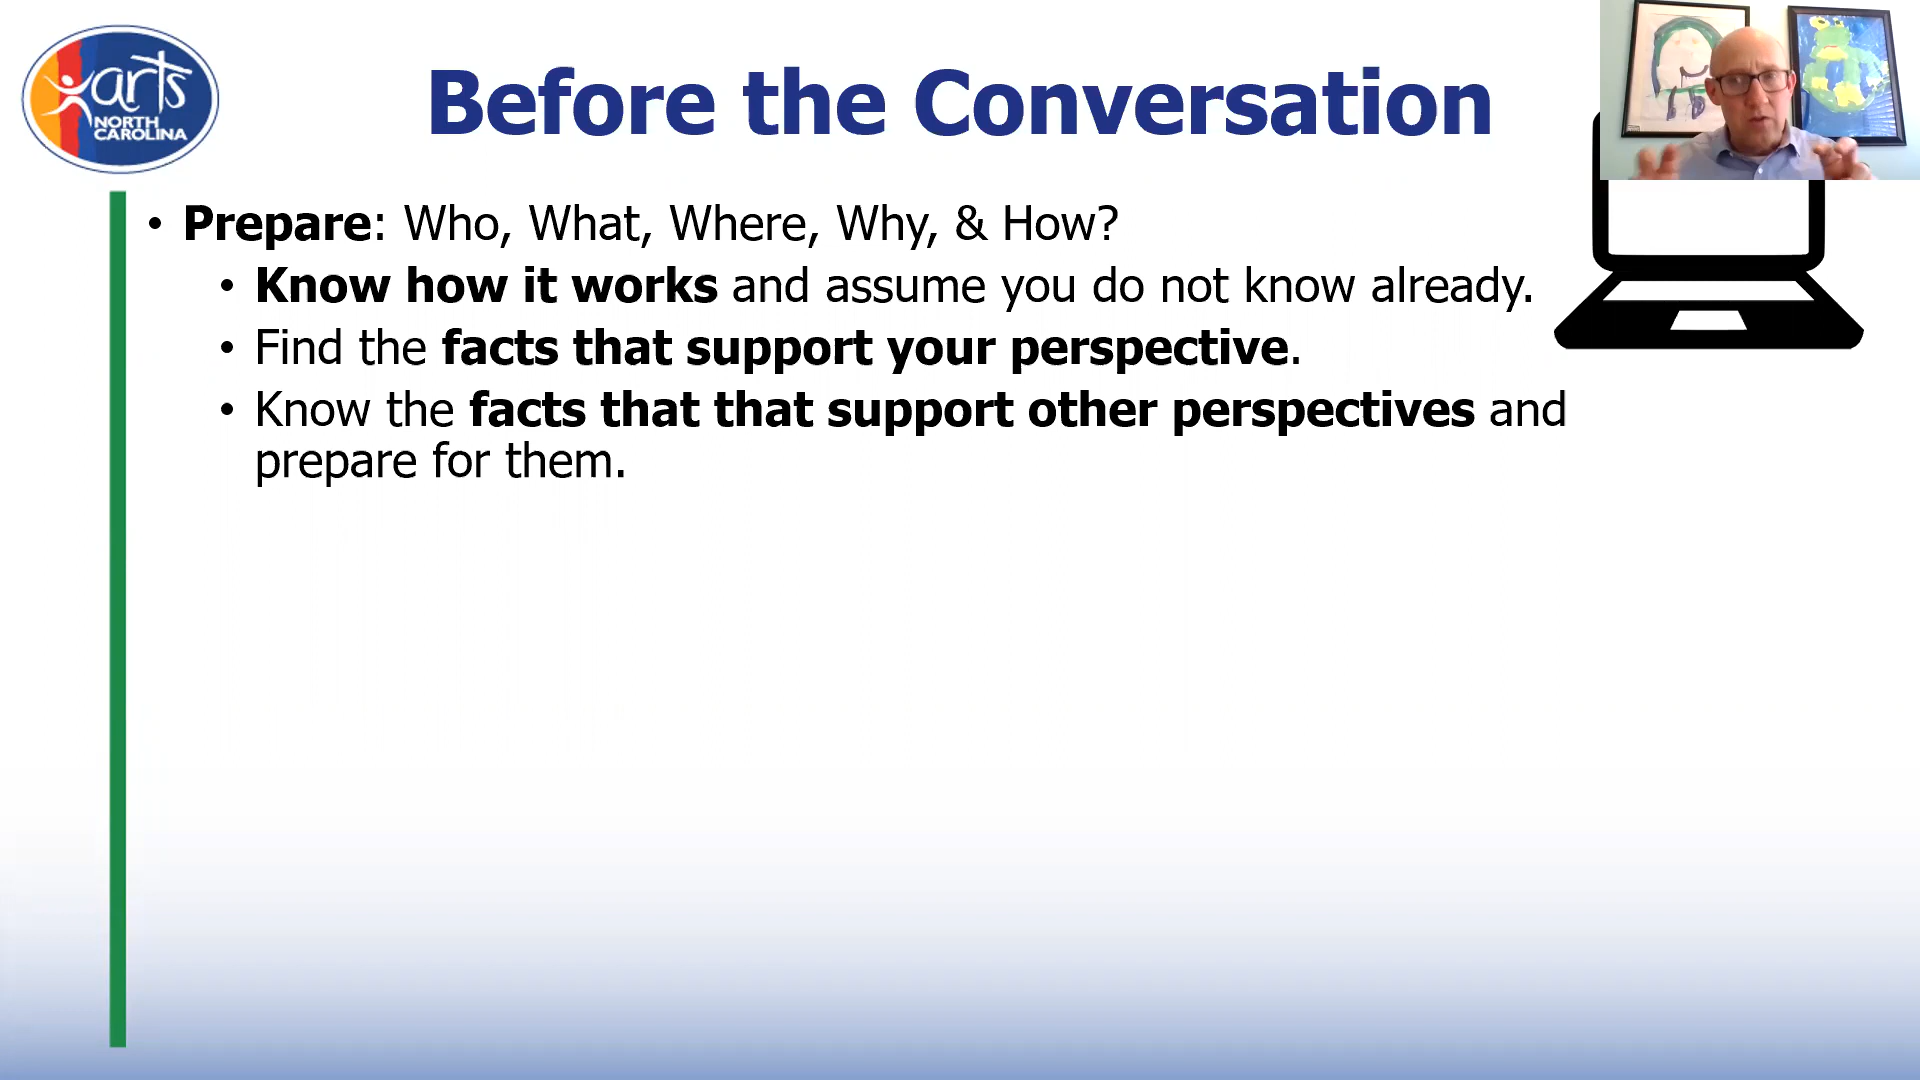 arts
NORTH
CAROLINA
Before the Conversation
• Prepare: Who, What, Where, Why, & How?
• Know how it works and assume you do not know already.
• Find the facts that support your perspective.
• Know the facts that that support other perspectives and
prepare for them.